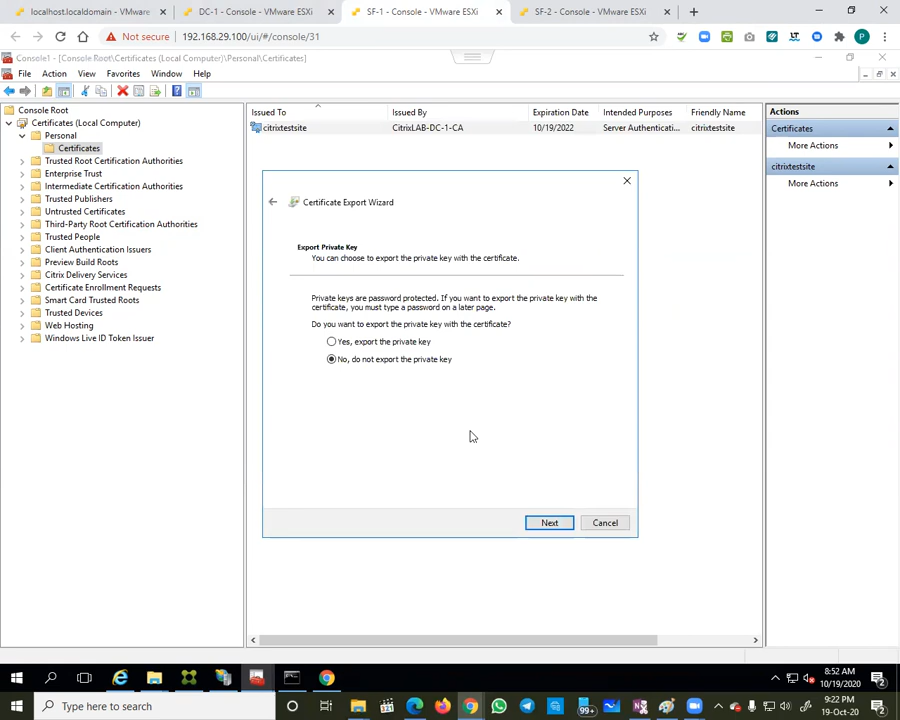 localhost.localdomain - VMware
DC-1 - Console - VMware ESXi
SF-1 - Console - VMware ESXi
SF-2 - Console - VMware ESXi
Not secure
192.168.29.100/ui/#/console/31
P
Console1 - [Console Root\Certificates (Local Computer)\Personal\Certificates]
File
Action
View
Favorites
Window
Help
Console Root
Certificates (Local Computer)
Personal
Certificates
Trusted Root Certification Authorities
Enterprise Trust
Intermediate Certification Authorities
Trusted Publishers
Untrusted Certificates
Third-Party Root Certification Authorities
Trusted People
Client Authentication Issuers
Preview Build Roots
Citrix Delivery Services
Certificate Enrollment Requests
Smart Card Trusted Roots
Trusted Devices
Web Hosting
Windows Live ID Token Issuer
Issued To
Issued By
Expiration Date
Intended Purposes
Friendly Name
citrixtestsite
CitrixLAB-DC-1-CA
10/19/2022
Server Authenticati...
citrixtestsite
Actions
Certificates
More Actions
citrixtestsite
More Actions
Certificate Export Wizard
Export Private Key
You can choose to export the private key with the certificate.
Private keys are password protected. If you want to export the private key with the
certificate, you must type a password on a later page.
Do you want to export the private key with the certificate?
Yes, export the private key
No, do not export the private key
Next
Cancel
8:52 AM
10/19/2020
2
Type here to search
99+
9:22 PM
19-Oct-20
2